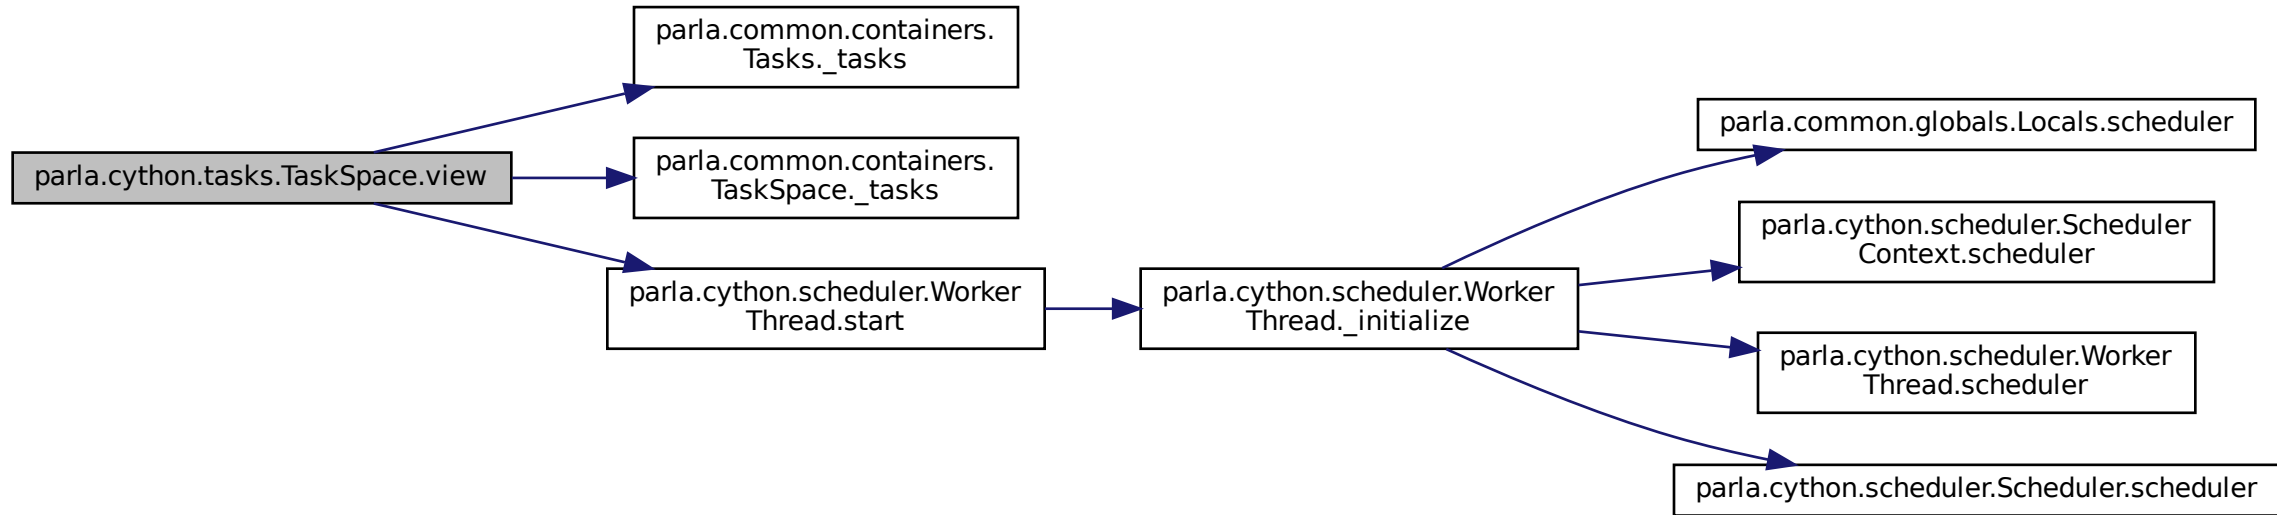 parla.cython.tasks.TaskSpace.view
parla.common.containers.
Tasks._tasks
parla.common.containers.
TaskSpace._tasks
parla.cython.scheduler.Worker
Thread.start
parla.cython.scheduler.Worker
Thread._initialize
parla.common.globals.Locals.scheduler
parla.cython.scheduler.Scheduler
Context.scheduler
parla.cython.scheduler.Worker
Thread.scheduler
parla.cython.scheduler.Scheduler.scheduler